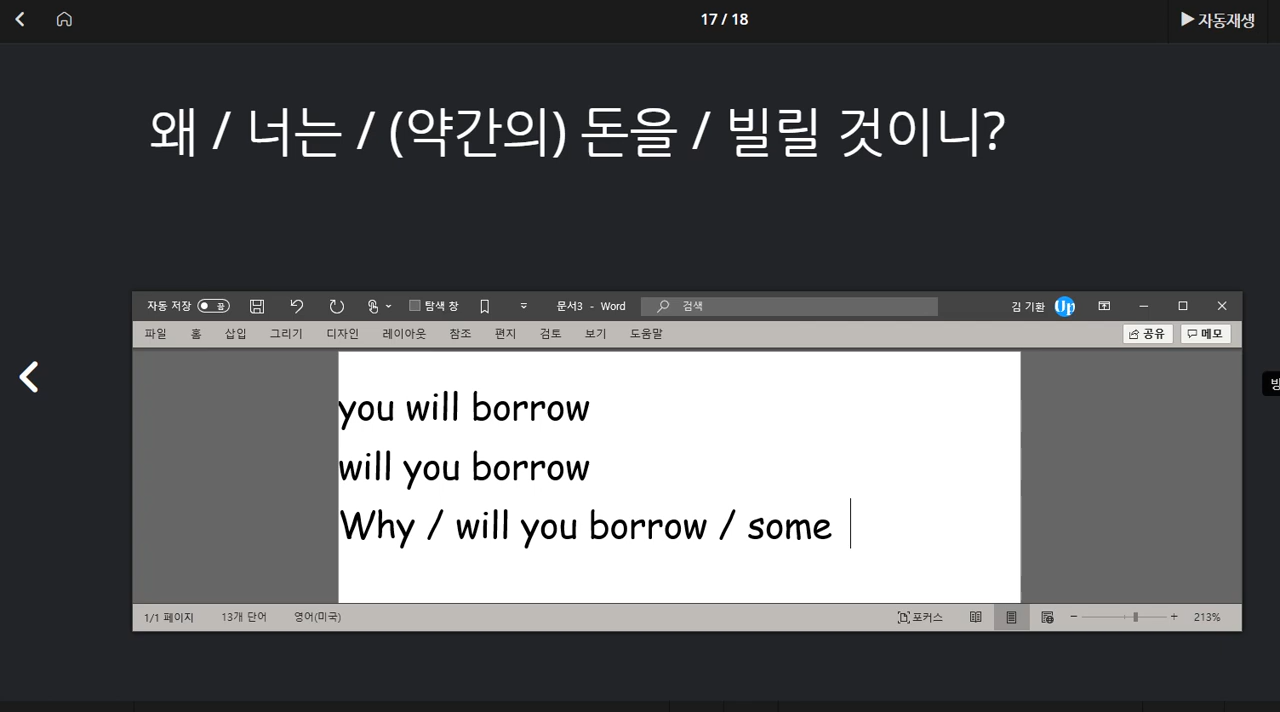 17 / 18
▶ 자동재생
왜 / 너는 / (약간의) 돈을 / 빌릴 것이니?
자동 저장 끔 탐색 창 문서3 - Word 검색 김 기환 Up
파일 홈 삽입 그리기 디자인 레이아웃 참조 편지 검토 보기 도움말 공유 메모
you will borrow
will you borrow
Why / will you borrow / some
1/1 페이지 13개 단어 영어(미국) 포커스 213%